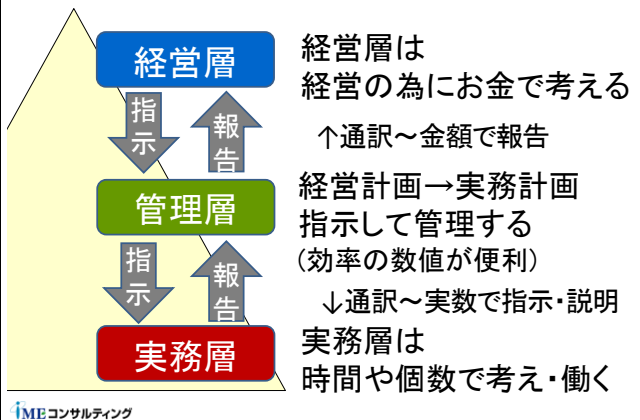 経営層
経営層は
経営の為にお金で考える
指示
報告
↑通訳～金額で報告
管理層
経営計画→実務計画
指示して管理する
(効率の数値が便利)
指示
報告
↓通訳～実数で指示・説明
実務層
実務層は
時間や個数で考え・働く
iMEコンサルティング